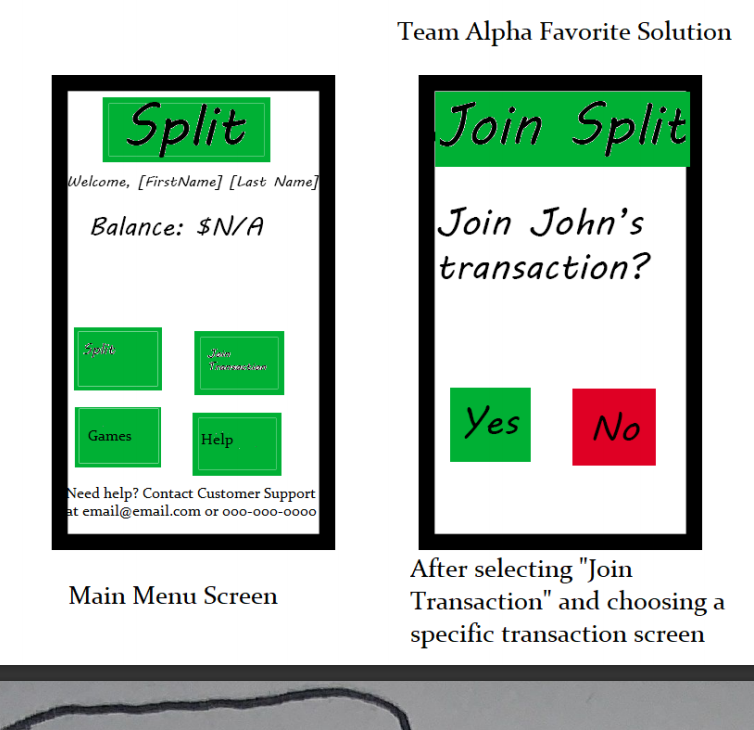 Team Alpha Favorite Solution
Split
Welcome, [FirstName] [Last Name]
Balance: $N/A
Split
Join
Transaction
Games
Help
Need help? Contact Customer Support
at email@email.com or 000-000-0000
Main Menu Screen
Join Split
Join John's
transaction?
Yes
No
After selecting "Join
Transaction" and choosing a
specific transaction screen